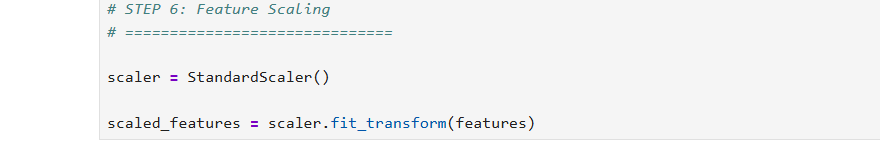 # STEP 6: Feature Scaling
# ==============================
scaler = StandardScaler()
scaled_features = scaler.fit_transform(features)